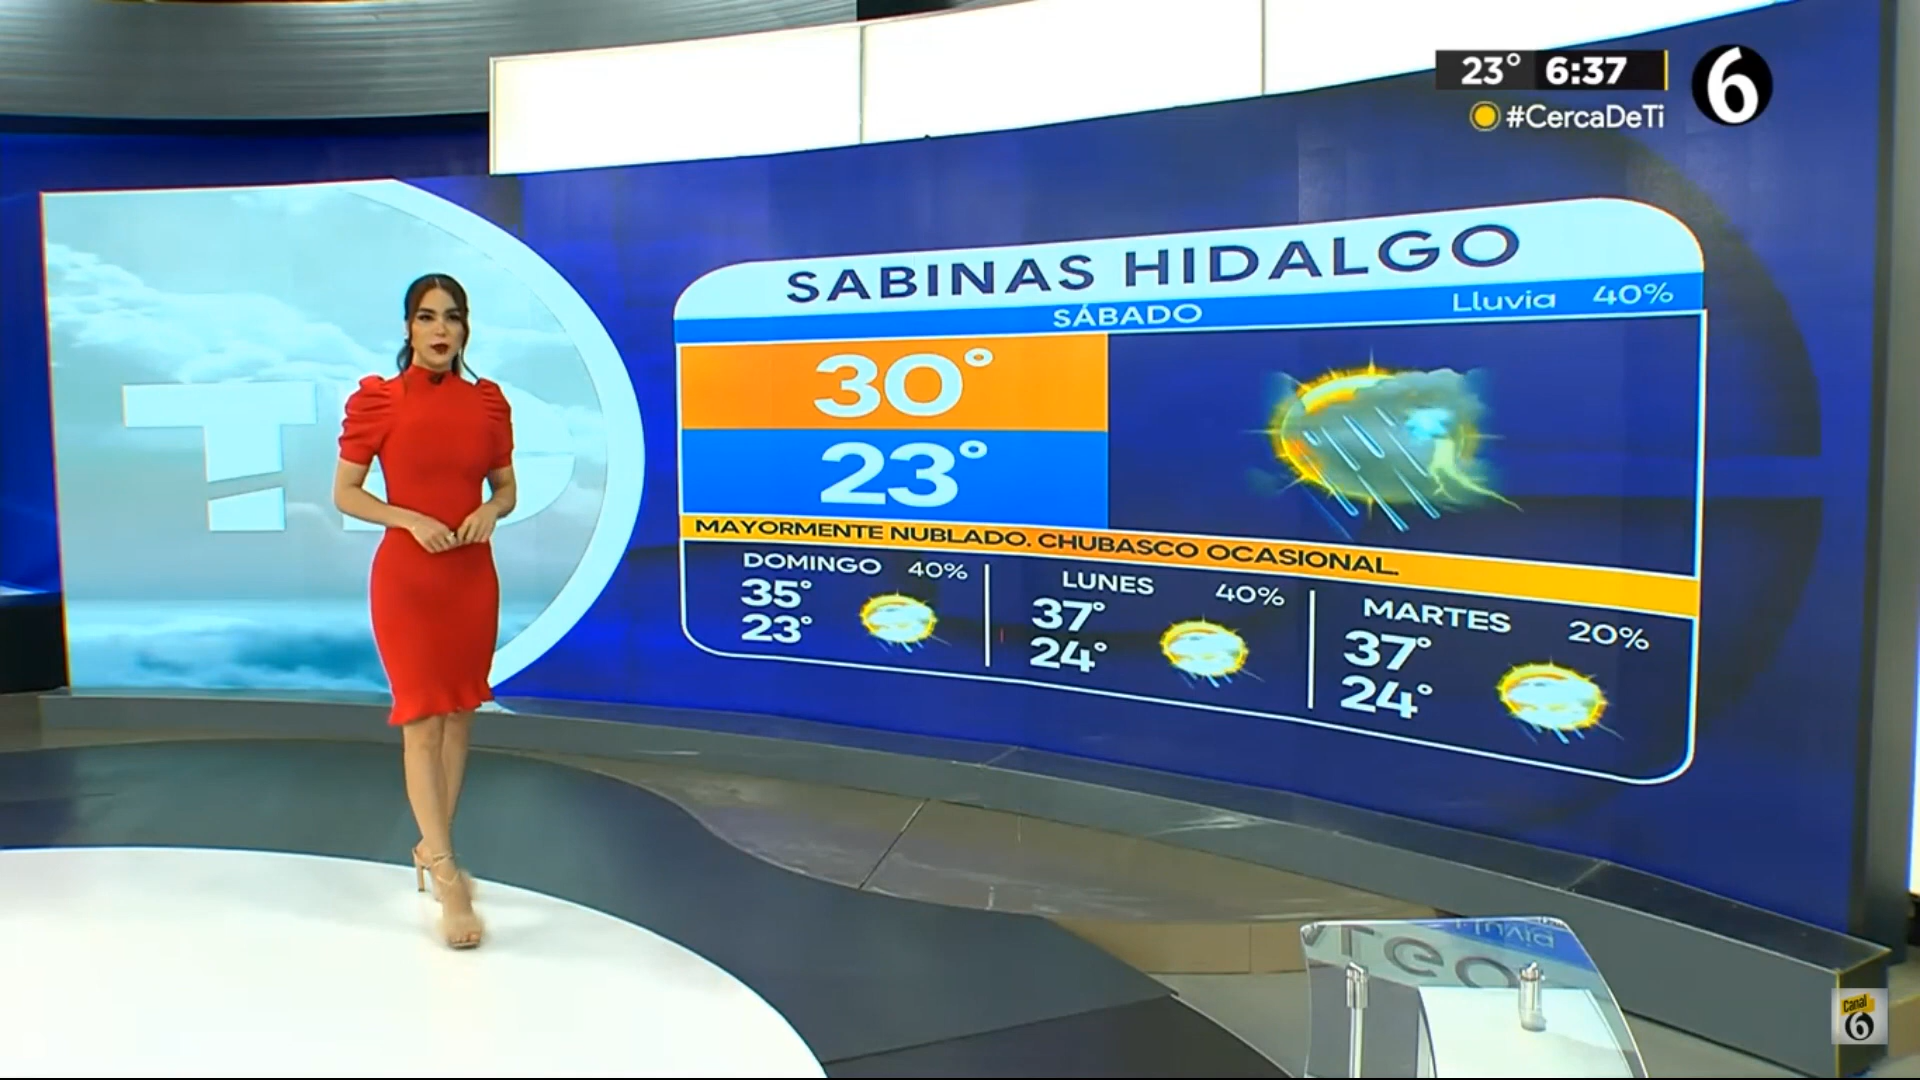 23° 6:37
6
#CercaDeTi
SABINAS HIDALGO
SÁBADO
Lluvia 40%
30°
23°
MAYORMENTE NUBLADO. CHUBASCO OCASIONAL.
DOMINGO 40%
35°
23°
LUNES 40%
37°
24°
MARTES 20%
37°
24°
Canal
6